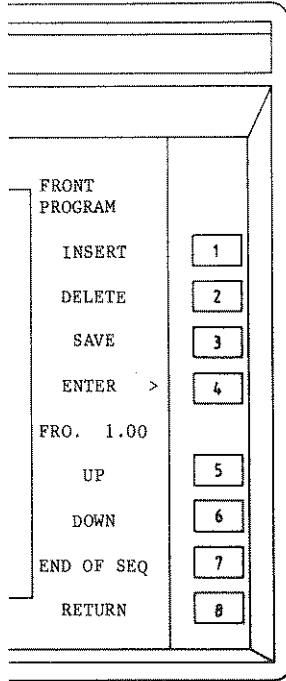 FRONT
PROGRAM
INSERT 1
DELETE 2
SAVE 3
ENTER > 4
FRO. 1.00
UP 5
DOWN 6
END OF SEQ 7
RETURN 8